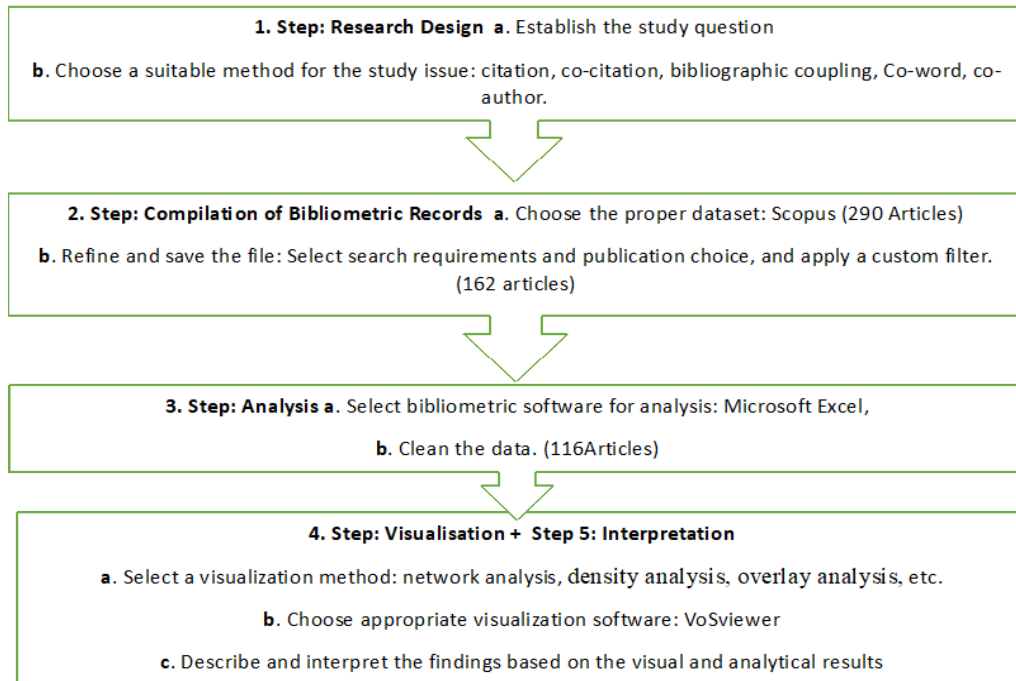 1. Step: Research Design a. Establish the study question
b. Choose a suitable method for the study issue: citation, co-citation, bibliographic coupling, Co-word, co-
author.
2. Step: Compilation of Bibliometric Records a. Choose the proper dataset: Scopus (290 Articles)
b. Refine and save the file: Select search requirements and publication choice, and apply a custom filter.
(162 articles)
3. Step: Analysis a. Select bibliometric software for analysis: Microsoft Excel,
b. Clean the data. (116Articles)
4. Step: Visualisation + Step 5: Interpretation
a. Select a visualization method: network analysis, density analysis, overlay analysis, etc.
b. Choose appropriate visualization software: VoSviewer
c. Describe and interpret the findings based on the visual and analytical results